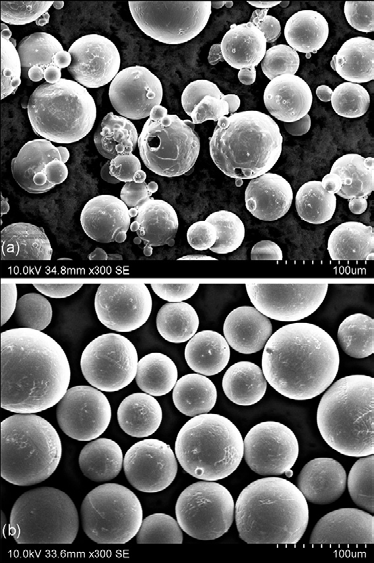 (a)
10.0kV 34.8mm x300 SE
100um
(b)
10.0kV 33.6mm x300 SE
100um